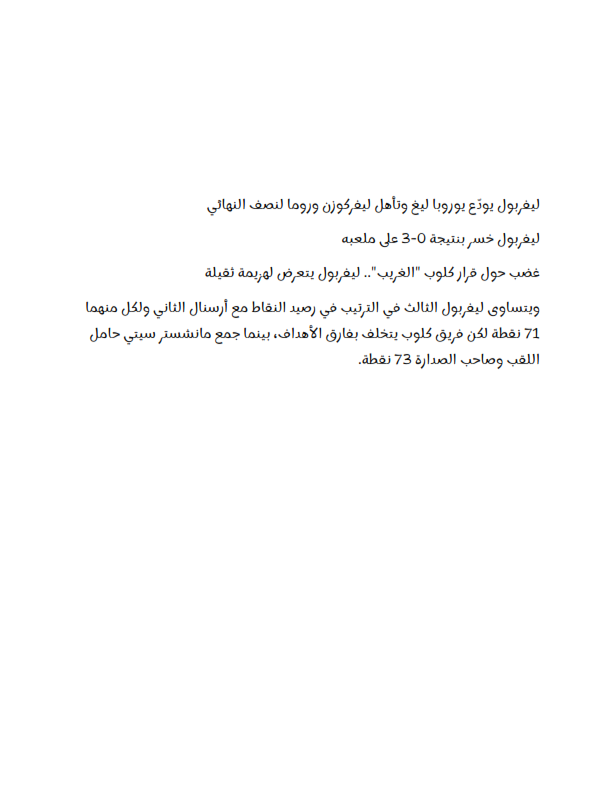 ليفربول يودّع يوروبا ليغ وتأهل ليفركوزن وروما لنصف النهائي
ليفربول خسر بنتيجة 0-3 على ملعبه
غضب حول قرار كلوب "الغريب".. ليفربول يتعرض لهزيمة ثقيلة
ويتساوى ليفربول الثالث في الترتيب في رصيد النقاط مع أرسنال الثاني ولكل منهما
71 نقطة لكن فريق كلوب يتخلف بفارق الأهداف، بينما جمع مانشستر سيتي حامل
اللقب وصاحب الصدارة 73 نقطة.